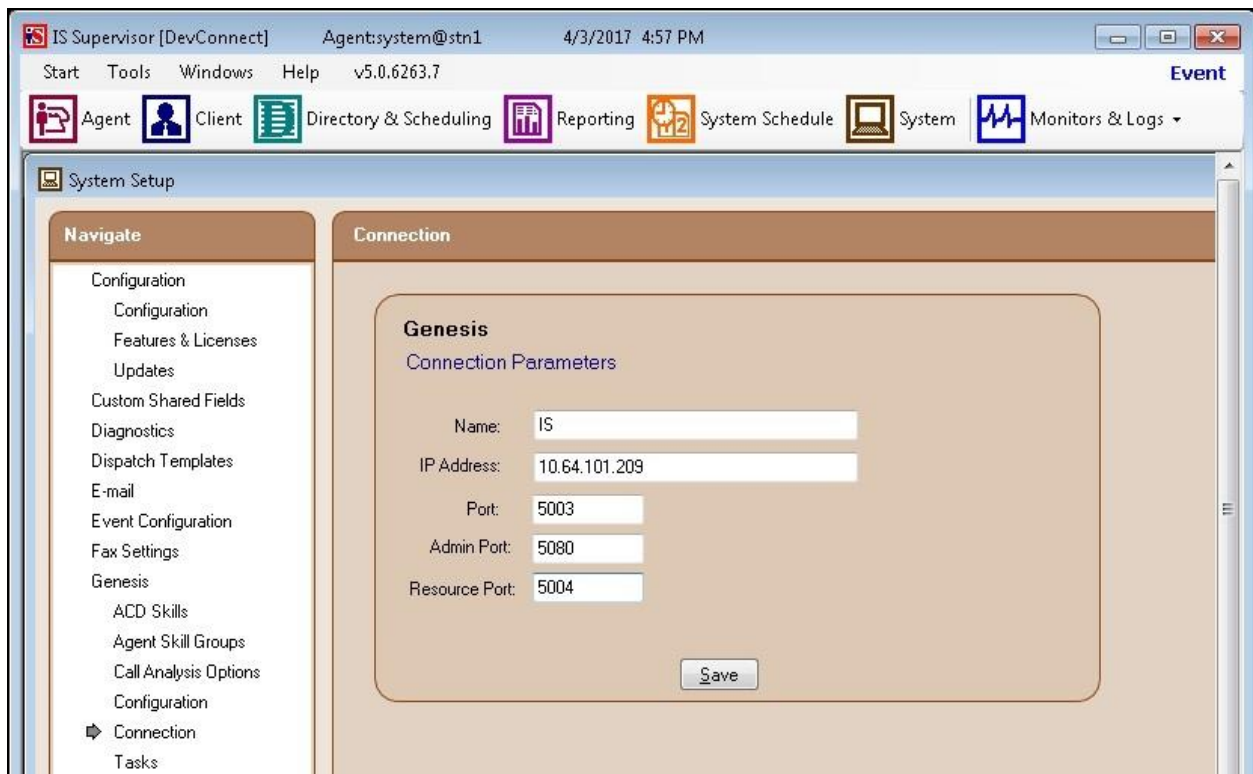 iS IS Supervisor [DevConnect] Agent:system@stn1 4/3/2017 4:57 PM
Start Tools Windows Help v5.0.6263.7 Event
Agent Client Directory & Scheduling Reporting 2 System Schedule System Monitors & Logs
System Setup
Navigate
Configuration
Configuration
Features & Licenses
Updates
Custom Shared Fields
Diagnostics
Dispatch Templates
E-mail
Event Configuration
Fax Settings
Genesis
ACD Skills
Agent Skill Groups
Call Analysis Options
Configuration
Connection
Tasks
Connection
Genesis
Connection Parameters
Name: IS
IP Address: 10.64.101.209
Port: 5003
Admin Port: 5080
Resource Port: 5004
Save